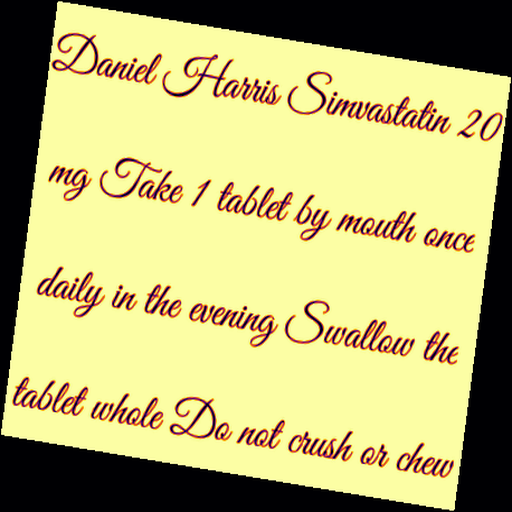 Daniel Harris Simvastatin 20
mg Take 1 tablet by mouth once
daily in the evening Swallow the
tablet whole Do not crush or chew